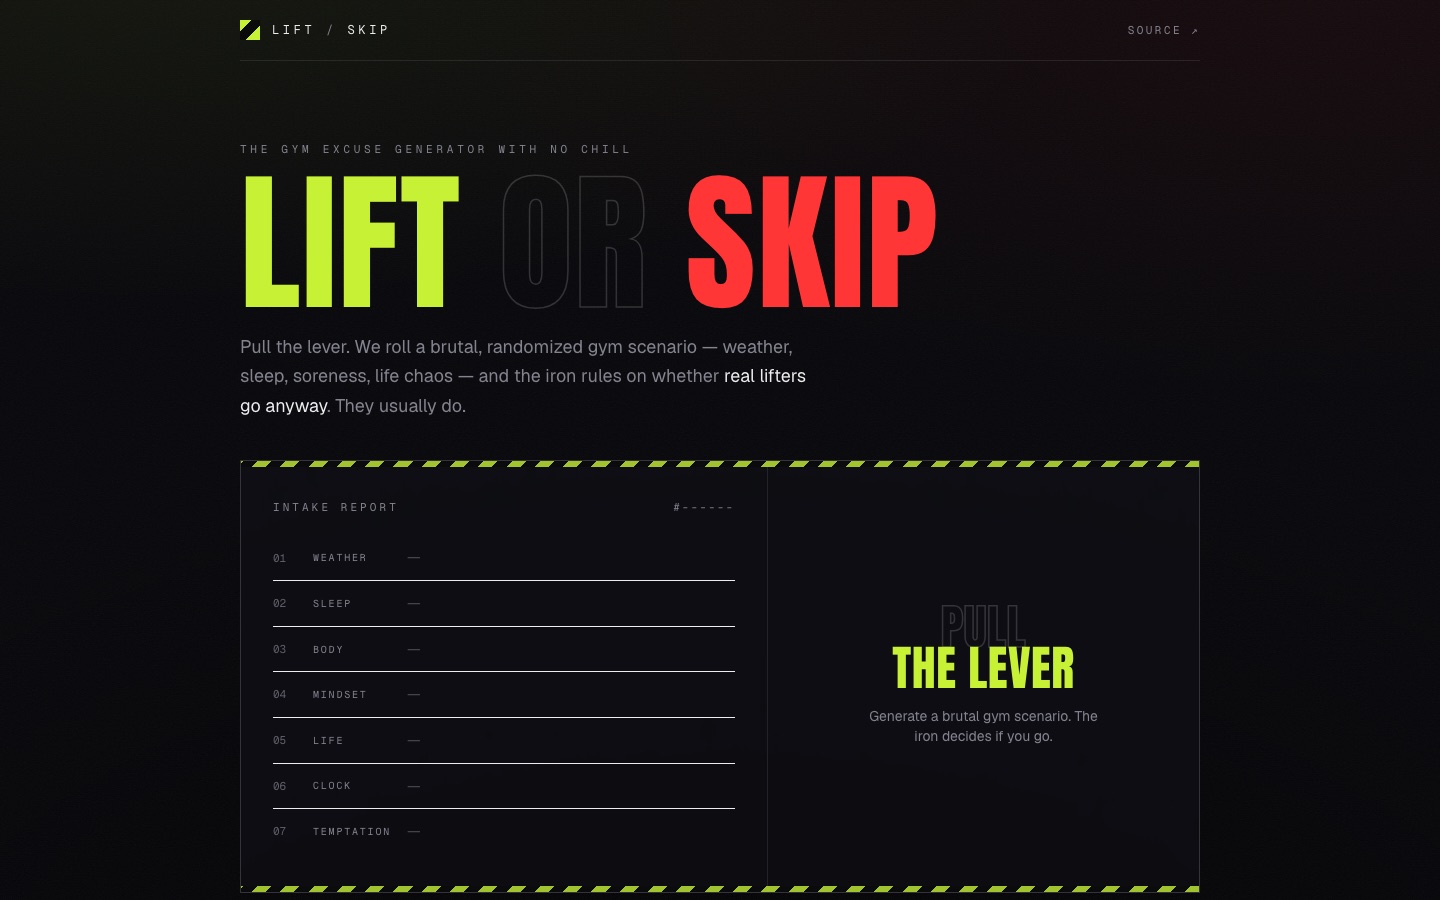 LIFT / SKIP
SOURCE ↗
THE GYM EXCUSE GENERATOR WITH NO CHILL
LIFT OR SKIP
Pull the lever. We roll a brutal, randomized gym scenario — weather,
sleep, soreness, life chaos — and the iron rules on whether real lifters
go anyway. They usually do.
INTAKE REPORT
#------
01 WEATHER —
02 SLEEP —
03 BODY —
04 MINDSET —
05 LIFE —
06 CLOCK —
07 TEMPTATION —
PULL
THE LEVER
Generate a brutal gym scenario. The
iron decides if you go.